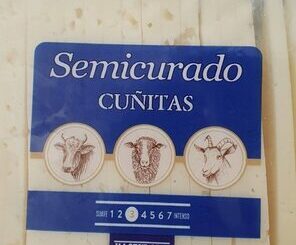 Semicurado
CUÑITAS
SUAVE 1 2 3 4 5 6 7 INTENSO